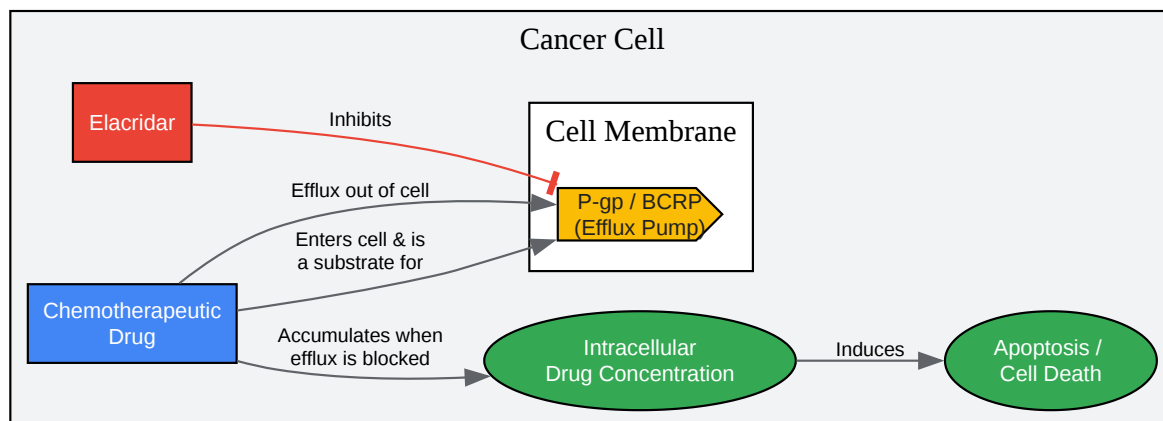 Cancer Cell
Elacridar
Inhibits
Cell Membrane
P-gp / BCRP
(Efflux Pump)
Efflux out of cell
Enters cell & is
a substrate for
Chemotherapeutic
Drug
Accumulates when
efflux is blocked
Intracellular
Drug Concentration
Induces
Apoptosis /
Cell Death